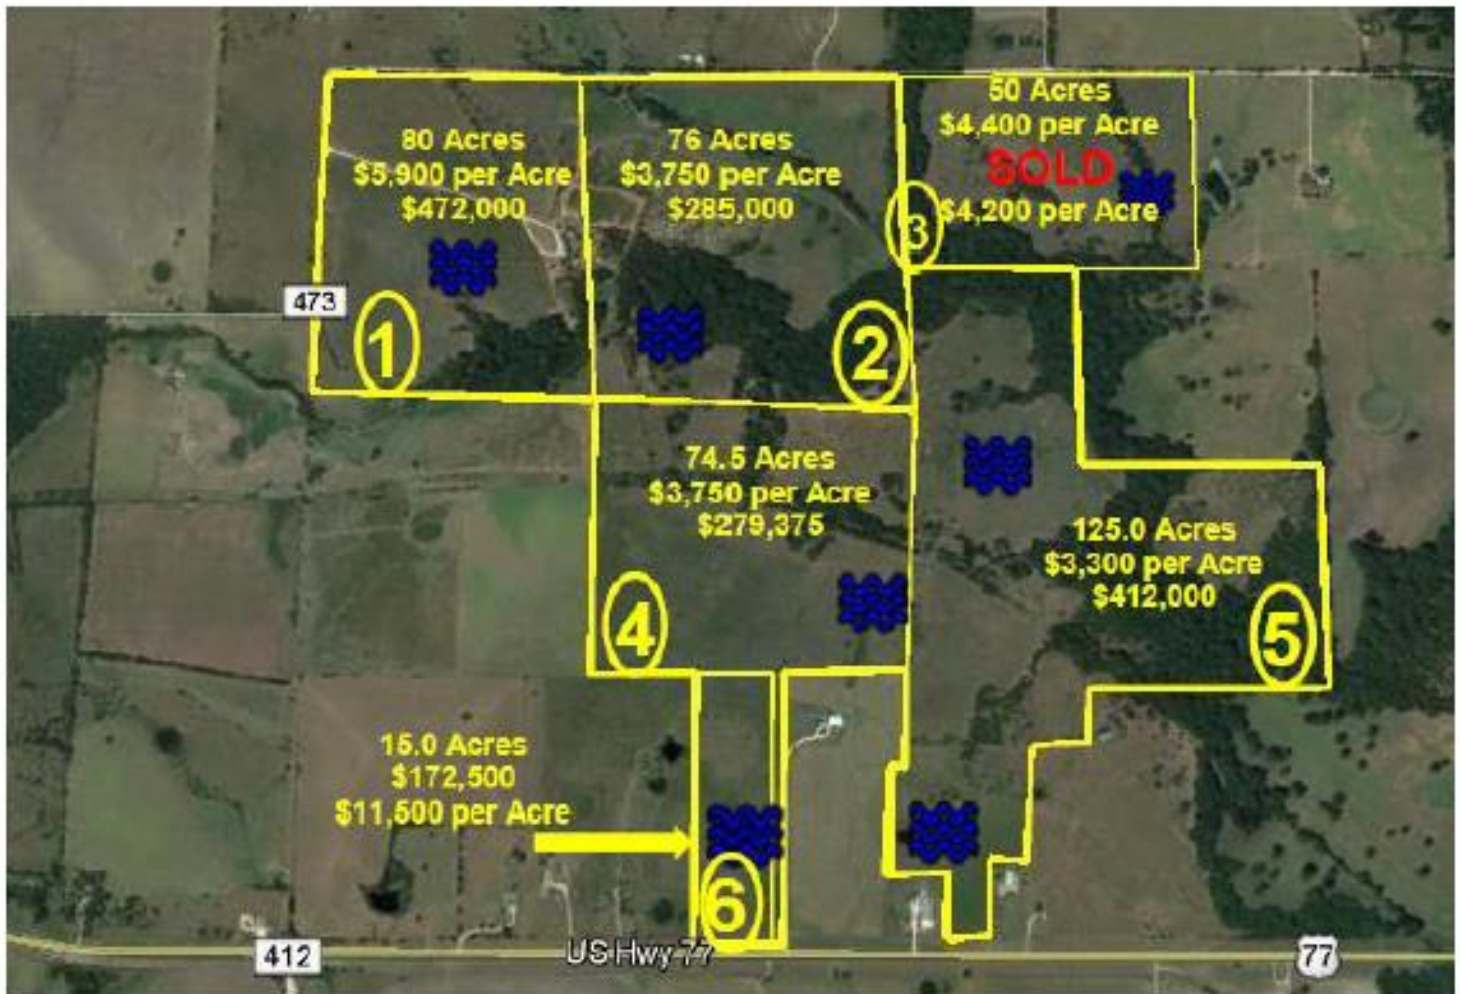 80 Acres
$5,900 per Acre
$472,000
76 Acres
$3,750 per Acre
$285,000
50 Acres
$4,400 per Acre
SOLD
$4,200 per Acre
3
473
1
2
74.5 Acres
$3,750 per Acre
$279,375
125.0 Acres
$3,300 per Acre
$412,000
4
5
15.0 Acres
$172,500
$11,500 per Acre
6
412
US Hwy 77
77